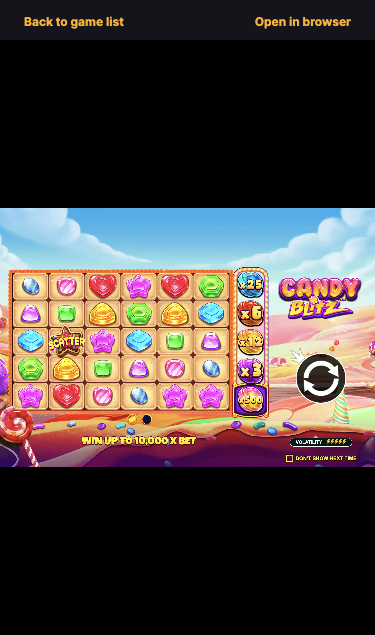 Back to game list
Open in browser
x25
x6
x12
x3
x500
SCATTER
CANDY
BLITZ
WIN UP TO 10,000 X BET
VOLATILITY
DON'T SHOW NEXT TIME